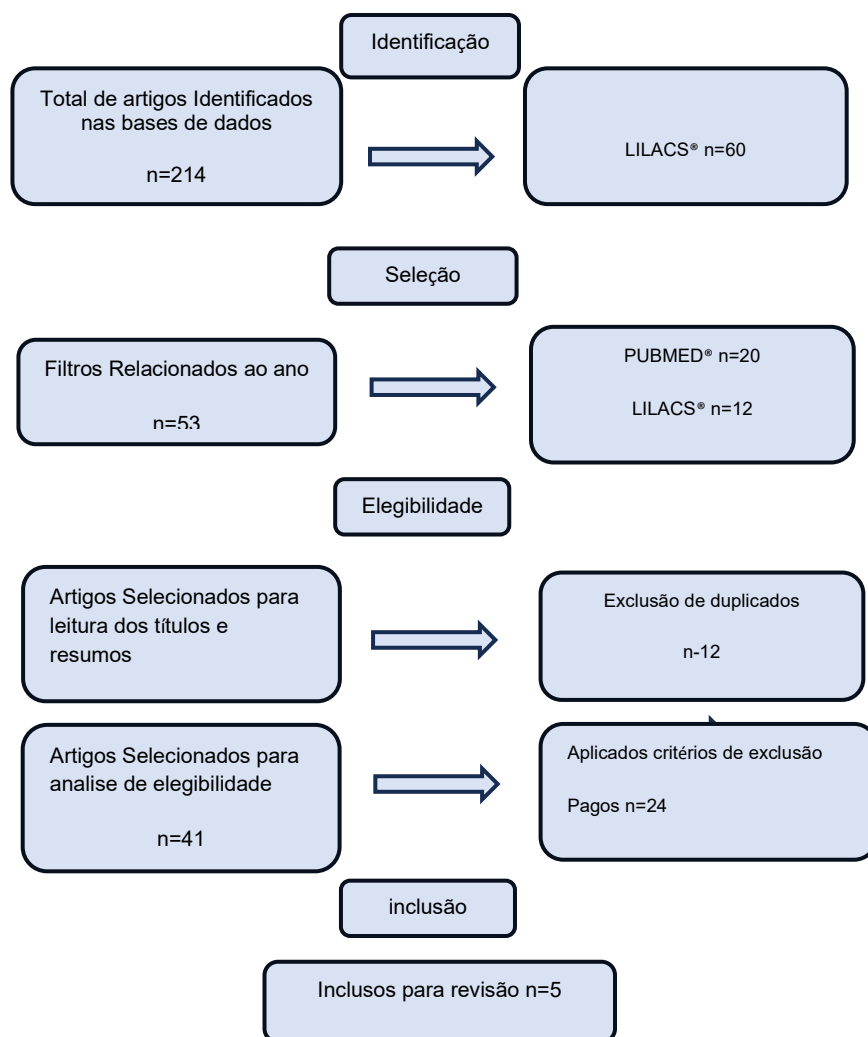 Identificação
Total de artigos Identificados
nas bases de dados
n=214
LILACS® n=60
Seleção
Filtros Relacionados ao ano
n=53
PUBMED® n=20
LILACS® n=12
Elegibilidade
Artigos Selecionados para
leitura dos títulos e
resumos
Exclusão de duplicados
n-12
Artigos Selecionados para
analise de elegibilidade
n=41
Aplicados critérios de exclusão
Pagos n=24
inclusão
Inclusos para revisão n=5